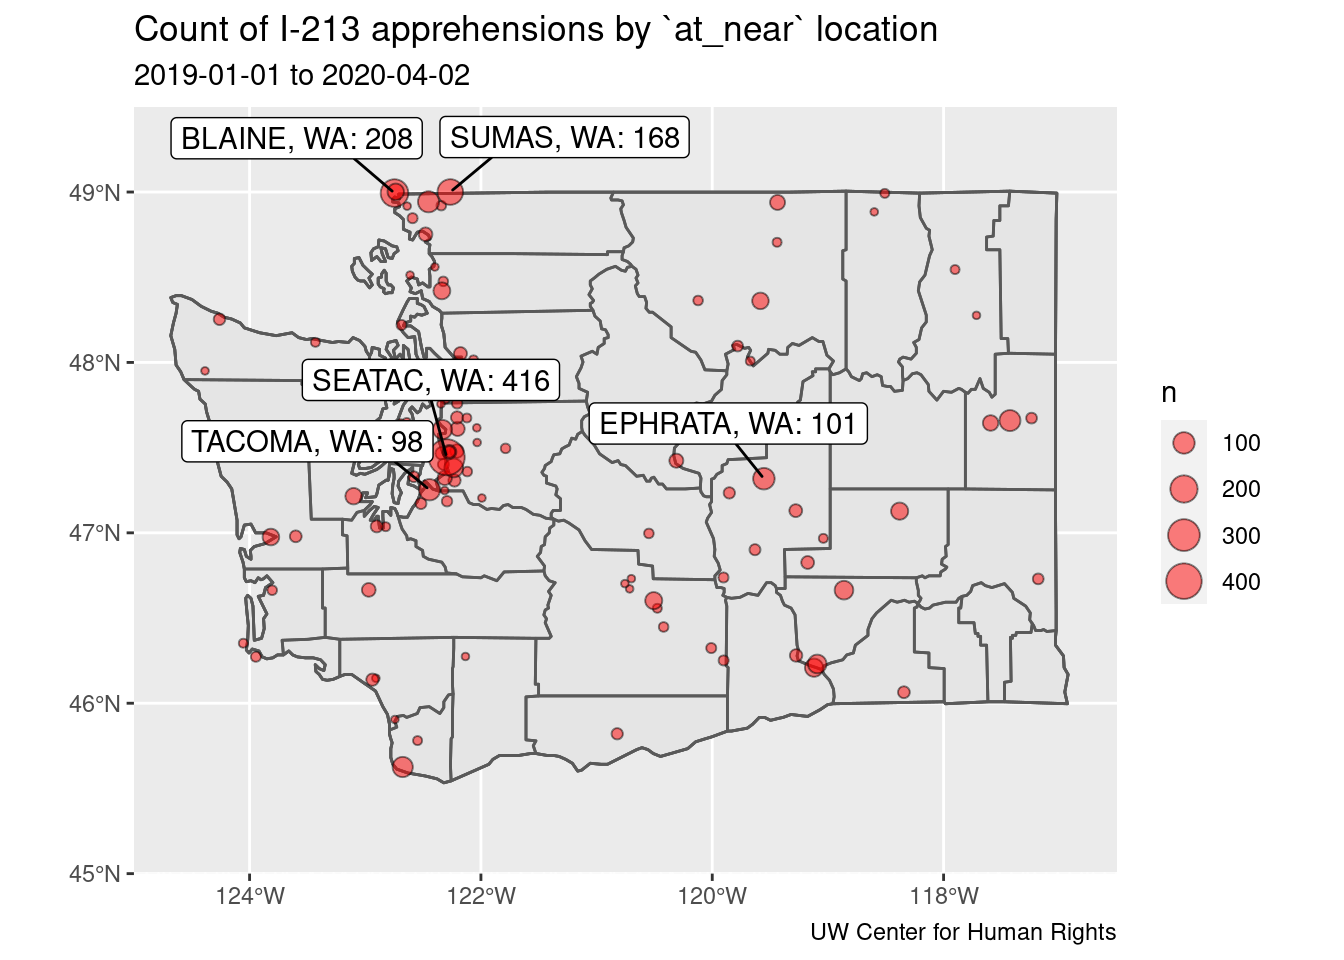 Count of I-213 apprehensions by `at_near` location
2019-01-01 to 2020-04-02
BLAINE, WA: 208
SUMAS, WA: 168
SEATAC, WA: 416
EPHRATA, WA: 101
TACOMA, WA: 98
49°N
48°N
47°N
46°N
45°N
124°W
122°W
120°W
118°W
n
100
200
300
400
UW Center for Human Rights